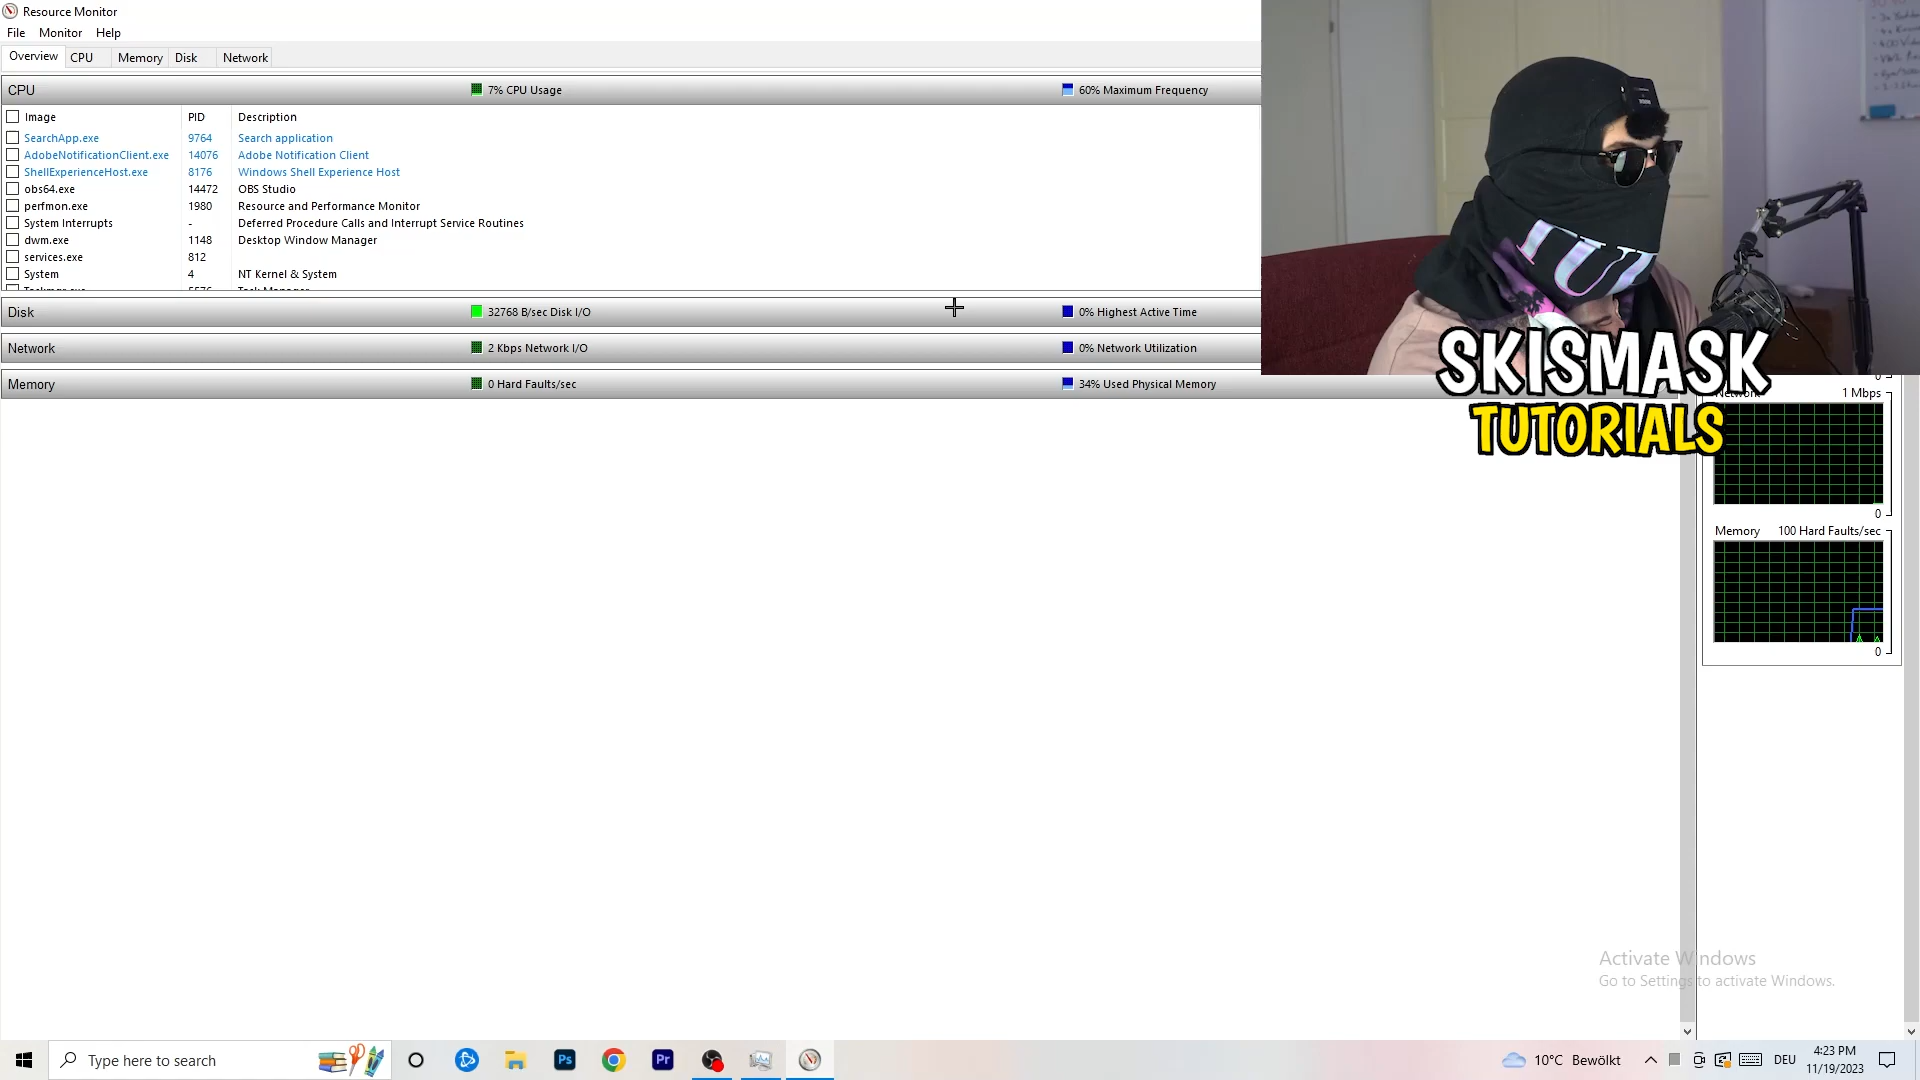 Resource Monitor
File Monitor Help
Overview CPU Memory Disk Network
CPU 7% CPU Usage 60% Maximum Frequency
Image PID Description
SearchApp.exe 9764 Search application
AdobeNotificationClient.exe 14076 Adobe Notification Client
ShellExperienceHost.exe 8176 Windows Shell Experience Host
obs64.exe 14472 OBS Studio
perfmon.exe 1980 Resource and Performance Monitor
System Interrupts - Deferred Procedure Calls and Interrupt Service Routines
dwm.exe 1148 Desktop Window Manager
services.exe 812
System 4 NT Kernel & System
Disk 32768 B/sec Disk I/O 0% Highest Active Time
Network 2 Kbps Network I/O 0% Network Utilization
Memory 0 Hard Faults/sec 34% Used Physical Memory
SKISMASK
TUTORIALS
Network 1 Mbps
0
Memory 100 Hard Faults/sec
0
Activate Windows
Go to Settings to activate Windows.
Type here to search
Ps
Pr
10°C Bewölkt
DEU
4:23 PM
11/19/2023